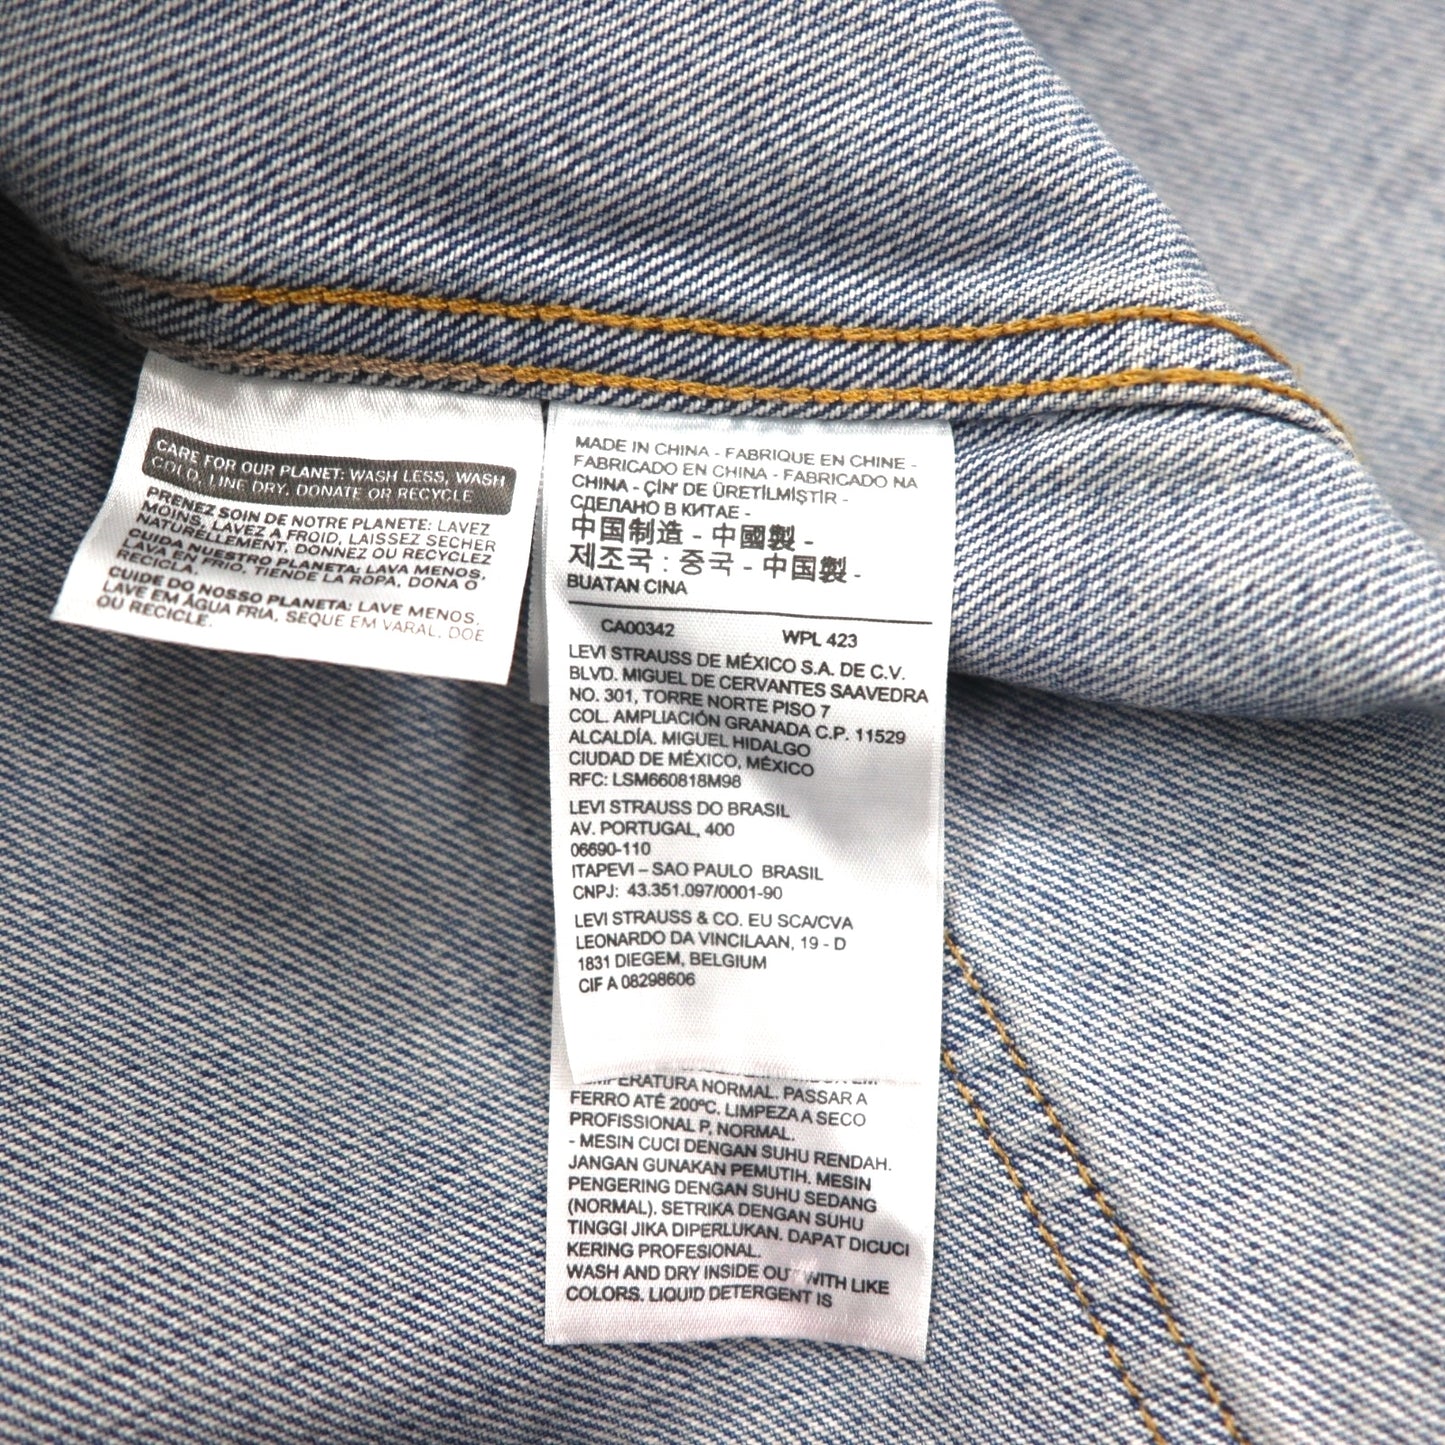 CARE FOR OUR PLANET: WASH LESS, WASH
COLD, LINE DRY, DONATE OR RECYCLE
PRENEZ SOIN DE NOTRE PLANETE: LAVEZ
MOINS, LAVEZ A FROID, LAISSEZ SECHER
NATURELLEMENT, DONNEZ OU RECYCLEZ
CUIDA NUESTRO PLANETA: LAVA MENOS,
LAVA EN FRIO, TIENDE LA ROPA, DONA O
RECICLA.
CUIDE DO NOSSO PLANETA: LAVE MENOS,
LAVE EM ÁGUA FRIA, SEQUE EM VARAL, DOE
OU RECICLE.
MADE IN CHINA - FABRIQUE EN CHINE -
FABRICADO EN CHINA - FABRICADO NA
CHINA - ÇİN' DE ÜRETİLMİŞTİR -
СДЕЛАНО В КИТАЕ -
中国制造 - 中國製 -
제조국 : 중국 - 中国製 -
BUATAN CINA
CA00342 WPL 423
LEVI STRAUSS DE MÉXICO S.A. DE C.V.
BLVD. MIGUEL DE CERVANTES SAAVEDRA
NO. 301, TORRE NORTE PISO 7
COL. AMPLIACIÓN GRANADA C.P. 11529
ALCALDÍA. MIGUEL HIDALGO
CIUDAD DE MÉXICO, MÉXICO
RFC: LSM660818M98
LEVI STRAUSS DO BRASIL
AV. PORTUGAL, 400
06690-110
ITAPEVI – SAO PAULO BRASIL
CNPJ: 43.351.097/0001-90
LEVI STRAUSS & CO. EU SCA/CVA
LEONARDO DA VINCILAAN, 19 - D
1831 DIEGEM, BELGIUM
CIF A 08298606
TEMPERATURA NORMAL. PASSAR A
FERRO ATÉ 200ºC. LIMPEZA A SECO
PROFISSIONAL P, NORMAL.
- MESIN CUCI DENGAN SUHU RENDAH.
JANGAN GUNAKAN PEMUTIH. MESIN
PENGERING DENGAN SUHU SEDANG
(NORMAL). SETRIKA DENGAN SUHU
TINGGI JIKA DIPERLUKAN. DAPAT DICUCI
KERING PROFESIONAL.
WASH AND DRY INSIDE OUT WITH LIKE
COLORS. LIQUID DETERGENT IS